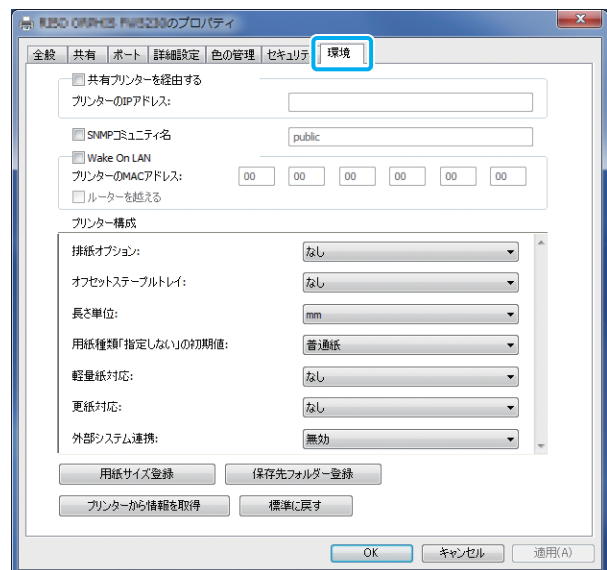 のプロパティ
全般 共有 ポート 詳細設定 色の管理 セキュリテ 環境
共有プリンターを経由する
プリンターのIPアドレス:
SNMPコミュニティ名 public
Wake On LAN
プリンターのMACアドレス: 00 00 00 00 00 00
ルーターを越える
プリンター構成
排紙オプション: なし
オフセットステープルトレイ: なし
長さ単位: mm
用紙種類「指定しない」の初期値: 普通紙
軽量紙対応: なし
更紙対応: なし
外部システム連携: 無効
用紙サイズ登録 保存先フォルダー登録
プリンターから情報を取得 標準に戻す
OK キャンセル 適用(A)